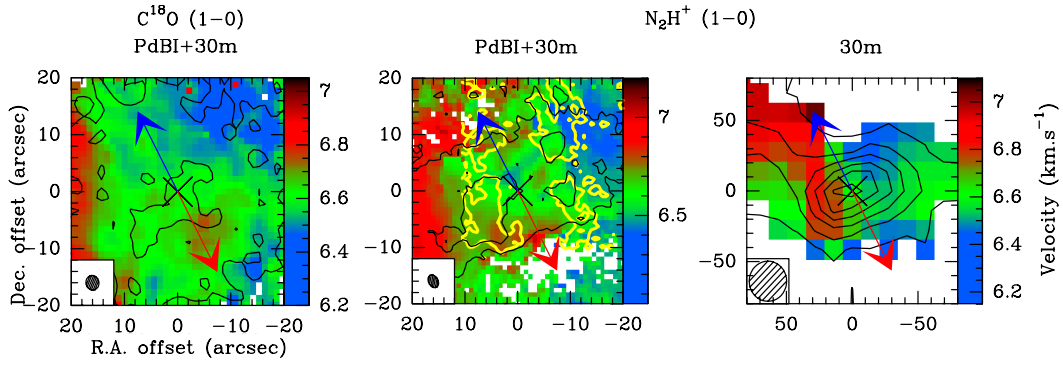 C¹⁸O (1−0)
N₂H⁺ (1−0)
PdBI+30m
PdBI+30m
30m
Dec. offset (arcsec)
20
10
0
−10
−20
20 10 0 −10 −20
R.A. offset (arcsec)
7
6.8
6.6
6.4
6.2
20
10
0
−10
−20
20 10 0 −10 −20
7
6.5
50
0
−50
50 0 −50
7
6.8
6.6
6.4
6.2
Velocity (km.s⁻¹)